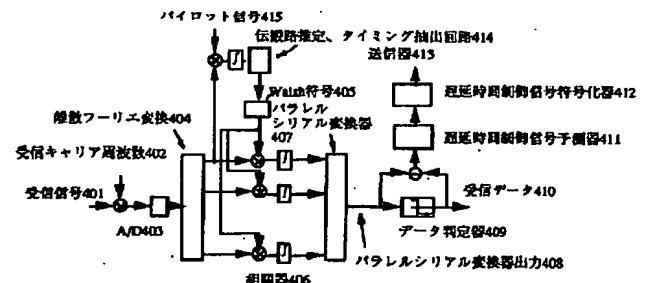 パイロット信号415
伝搬路推定、タイミング抽出回路414
送信器413
Walsh符号405
遅延時間制御信号符号化器412
離散フーリエ変換404
パラレル
シリアル変換器
407
遅延時間制御信号予測器411
受信キャリア周波数402
受信信号401
受信データ410
A/D403
データ判定器409
パラレルシリアル変換器出力408
相関器406